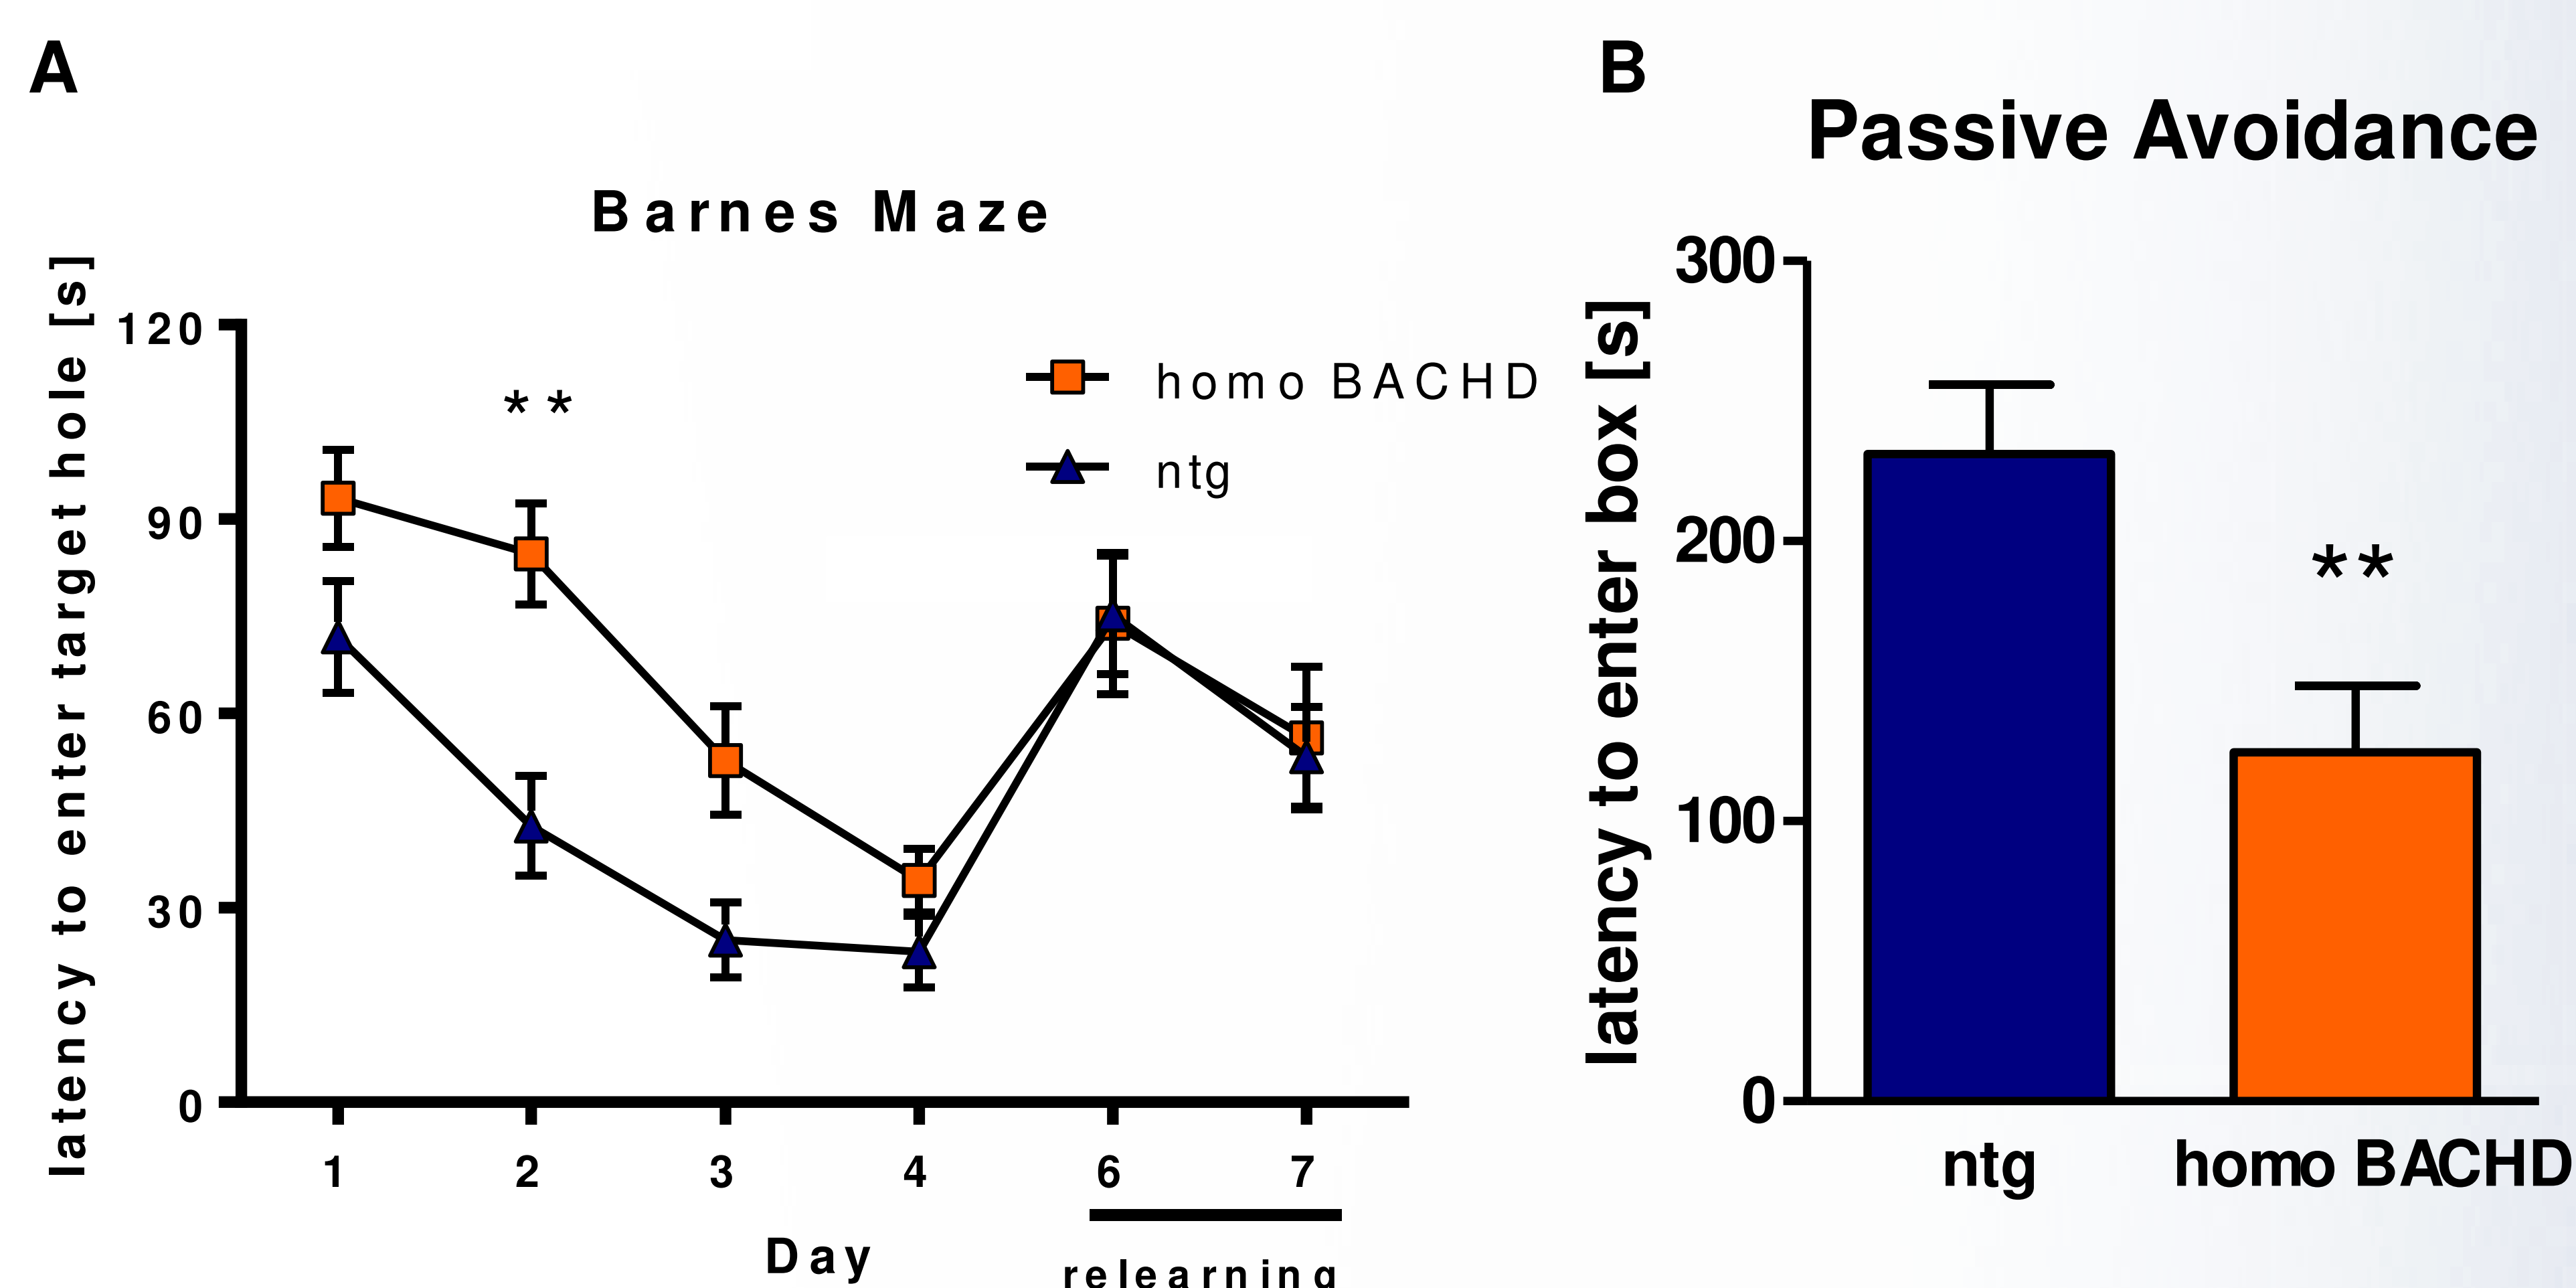 A
Barnes Maze
latency to enter target hole [s]
120
90
60
30
0
**
homo BACHD
ntg
1 2 3 4 6 7
Day
relearning
B
Passive Avoidance
latency to enter box [s]
300
200
100
0
**
ntg homo BACHD